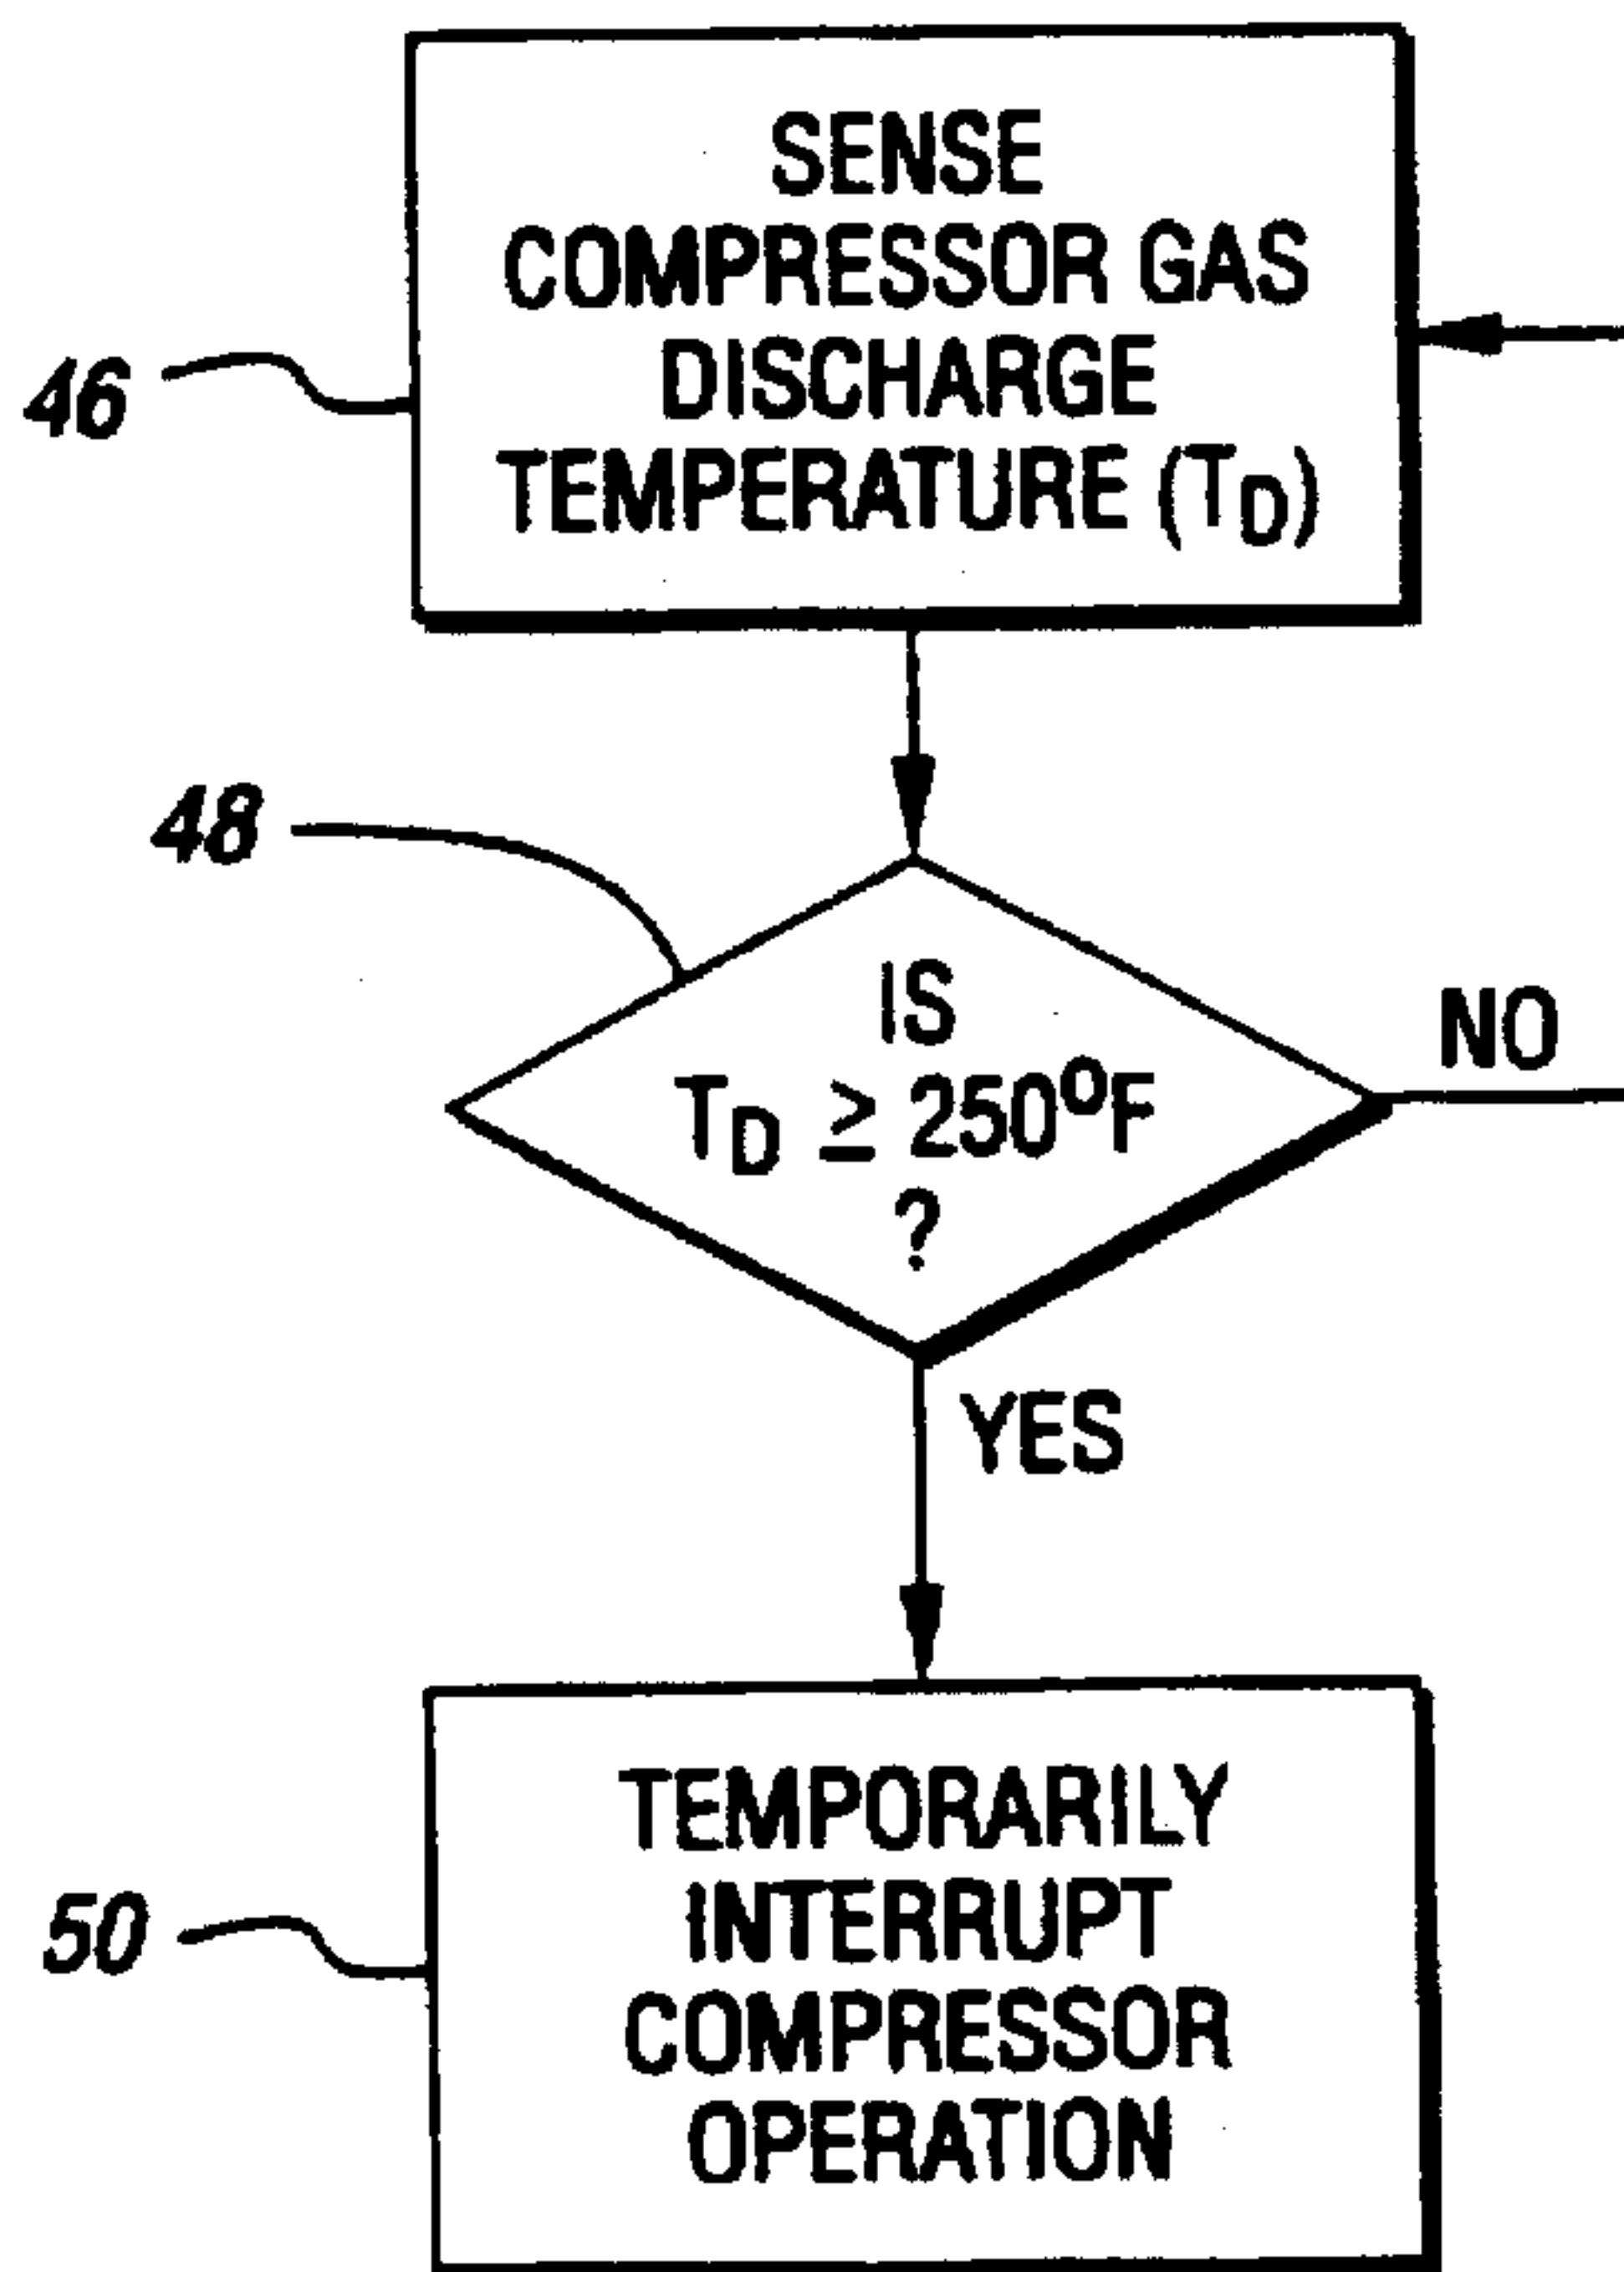 SENSE
COMPRESSOR GAS
DISCHARGE
TEMPERATURE (TD)
46
48
IS
TD ≥ 250°F
?
NO
YES
TEMPORARILY
INTERRUPT
COMPRESSOR
OPERATION
50